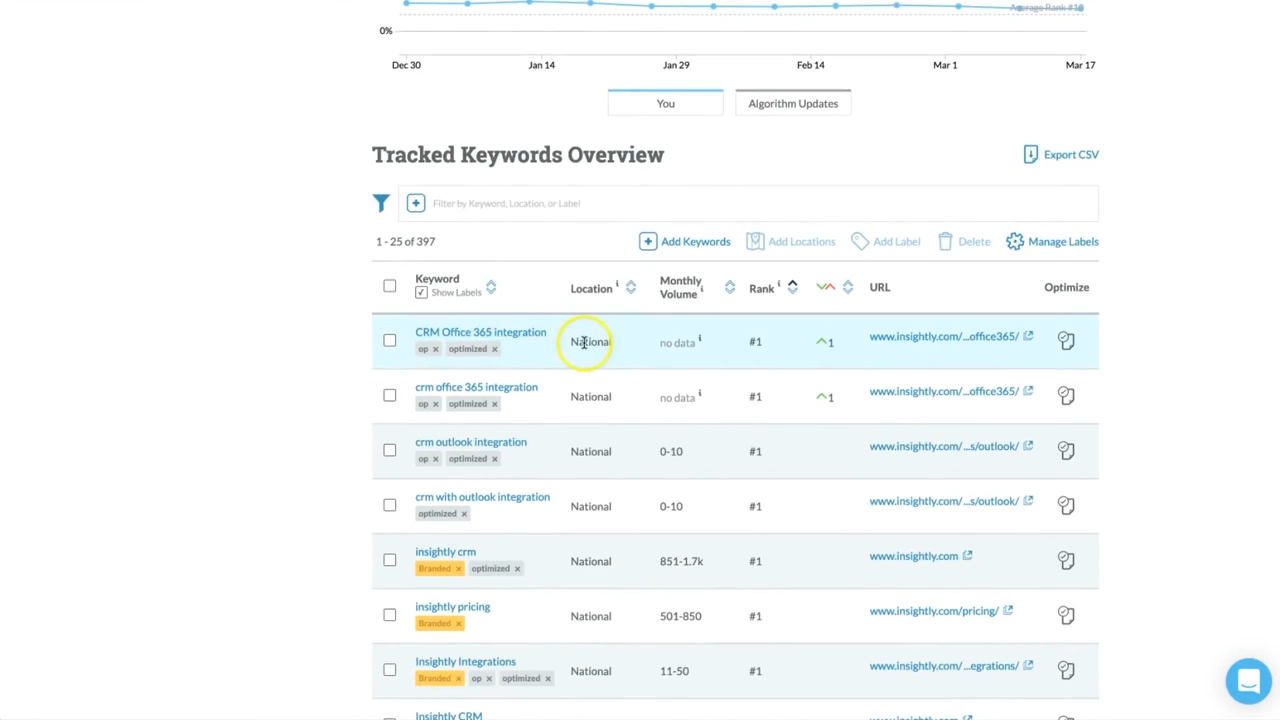 Average Rank #18
0%
Dec 30 Jan 14 Jan 29 Feb 14 Mar 1 Mar 17
You Algorithm Updates
Tracked Keywords Overview Export CSV
Filter by Keyword, Location, or Label
1 - 25 of 397 Add Keywords Add Locations Add Label Delete Manage Labels
Keyword Show Labels Location i Monthly Volume i Rank i URL Optimize
CRM Office 365 integration National no data i #1 1 www.insightly.com/...office365/
op × optimized ×
crm office 365 integration National no data i #1 1 www.insightly.com/...office365/
op × optimized ×
crm outlook integration National 0-10 #1 www.insightly.com/...s/outlook/
op × optimized ×
crm with outlook integration National 0-10 #1 www.insightly.com/...s/outlook/
optimized ×
insightly crm National 851-1.7k #1 www.insightly.com
Branded × optimized ×
insightly pricing National 501-850 #1 www.insightly.com/pricing/
Branded ×
Insightly Integrations National 11-50 #1 www.insightly.com/...egrations/
Branded × op × optimized ×
Insightly CRM